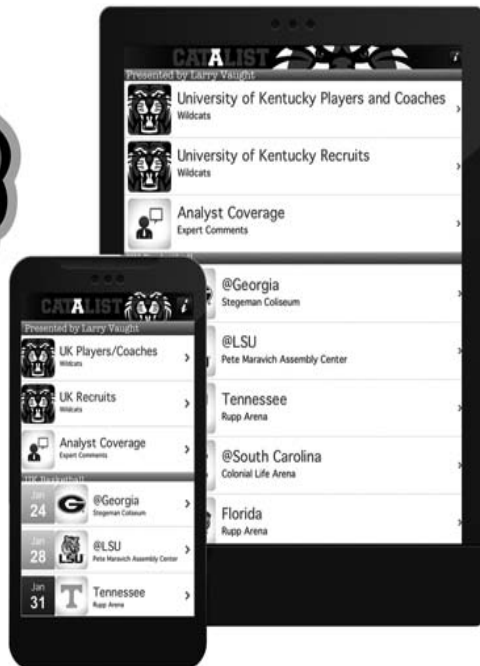 CATALIST
i
Presented by Larry Vaught
University of Kentucky Players and Coaches
Wildcats
University of Kentucky Recruits
Wildcats
Analyst Coverage
Expert Comments
@Georgia
Stegeman Coliseum
@LSU
Pete Maravich Assembly Center
Tennessee
Rupp Arena
@South Carolina
Colonial Life Arena
Florida
Rupp Arena
CATALIST
i
Presented by Larry Vaught
UK Players/Coaches
Wildcats
UK Recruits
Wildcats
Analyst Coverage
Expert Comments
UK Basketball
Jan 24 G @Georgia
Stegeman Coliseum
Jan 28 LSU @LSU
Pete Maravich Assembly Center
Jan 31 T Tennessee
Rupp Arena